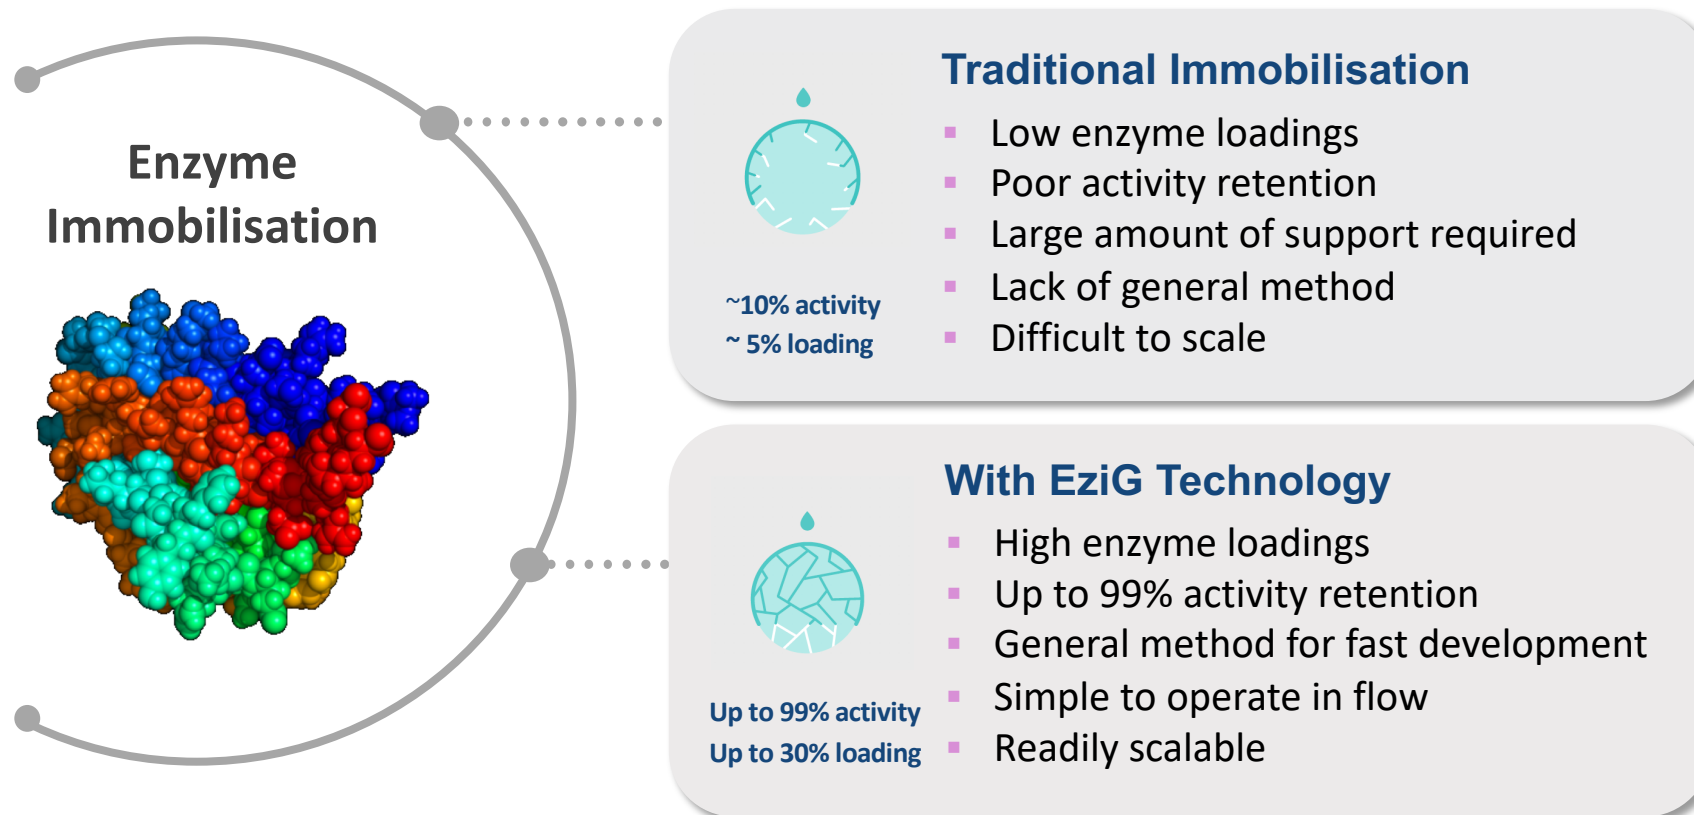 Enzyme
Immobilisation
Traditional Immobilisation
▪ Low enzyme loadings
▪ Poor activity retention
▪ Large amount of support required
▪ Lack of general method
▪ Difficult to scale
~10% activity
~ 5% loading
With EziG Technology
▪ High enzyme loadings
▪ Up to 99% activity retention
▪ General method for fast development
▪ Simple to operate in flow
▪ Readily scalable
Up to 99% activity
Up to 30% loading